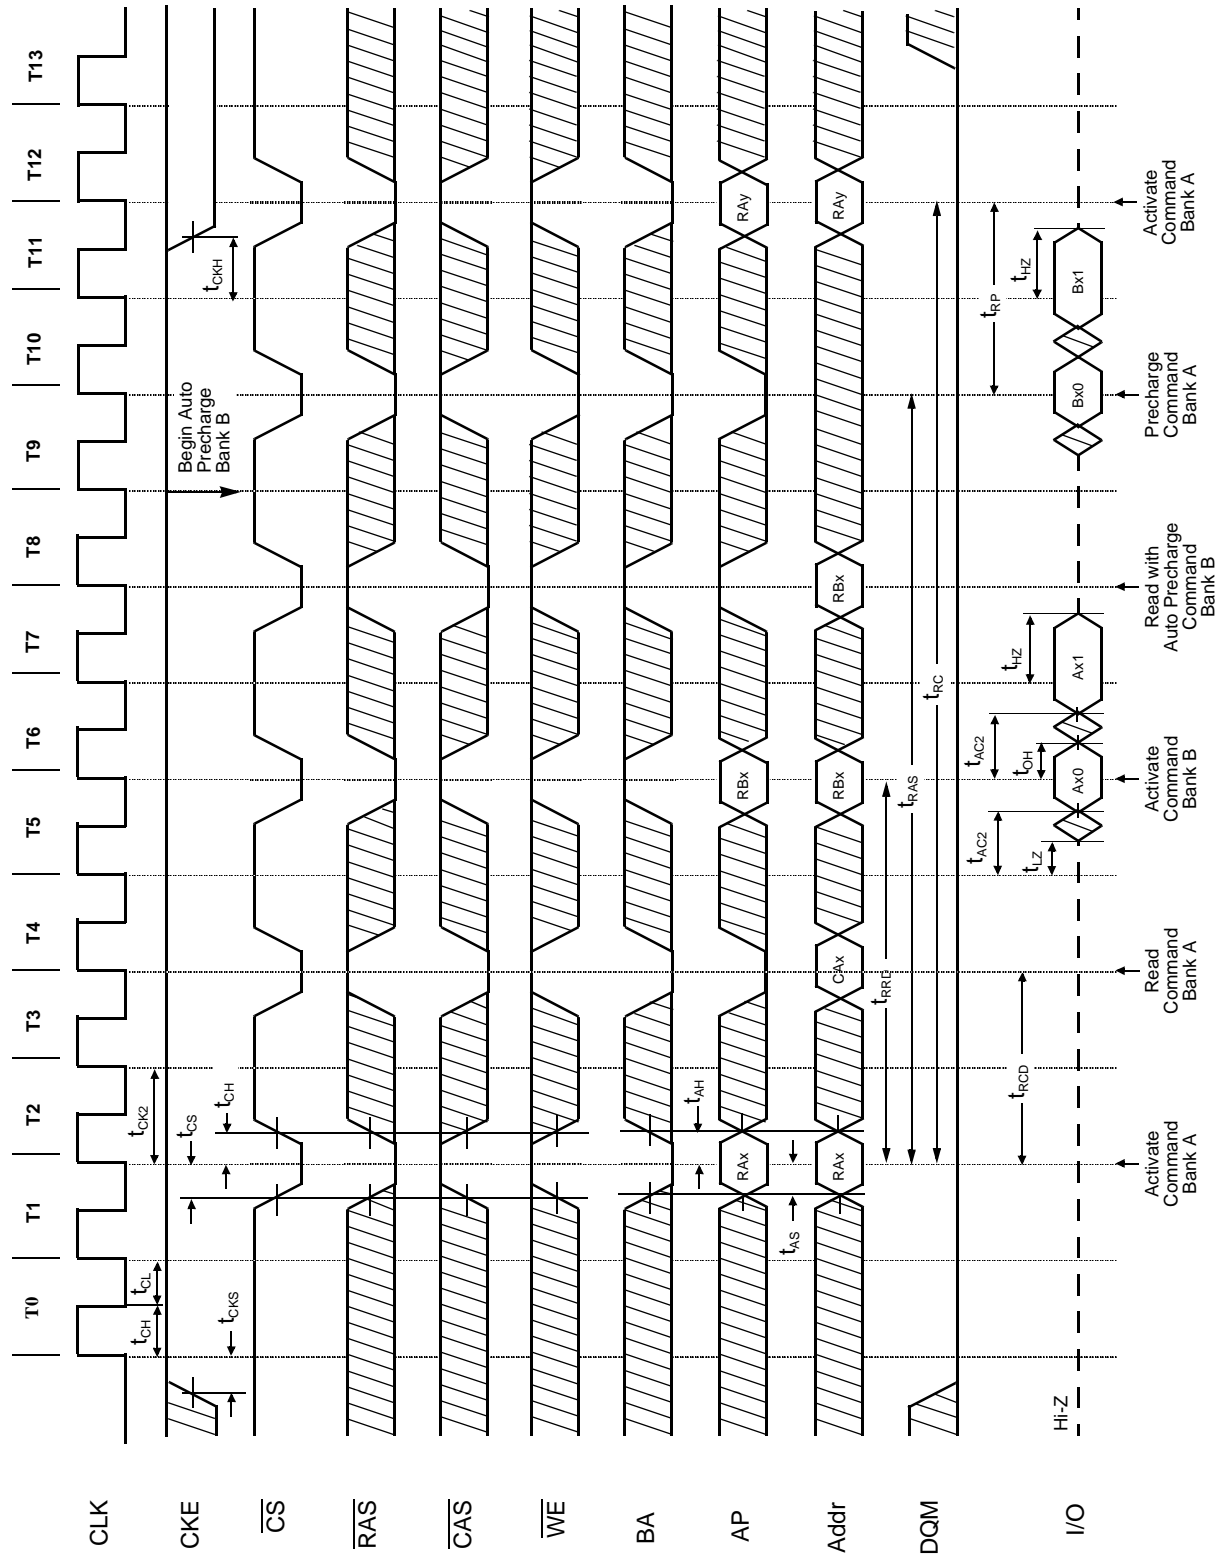 T0 T1 T2 T3 T4 T5 T6 T7 T8 T9 T10 T11 T12 T13
CLK
tCH tCL
tCK2
CKE
tCKS
tCS
tCH
Begin Auto
Precharge
Bank B
tCKH
CS
RAS
CAS
WE
BA
tAH
AP
RAx RBx RAy
tAS
Addr
RAx CAx RBx RBx RAy
tRRD
DQM
tRAS
tRC
tRCD
tAC2
tLZ
tAC2
tOH
tHZ
tRP
tHZ
I/O
Hi-Z
Ax0 Ax1 Bx0 Bx1
Activate
Command
Bank A
Read
Command
Bank A
Activate
Command
Bank B
Read with
Auto Precharge
Command
Bank B
Precharge
Command
Bank A
Activate
Command
Bank A